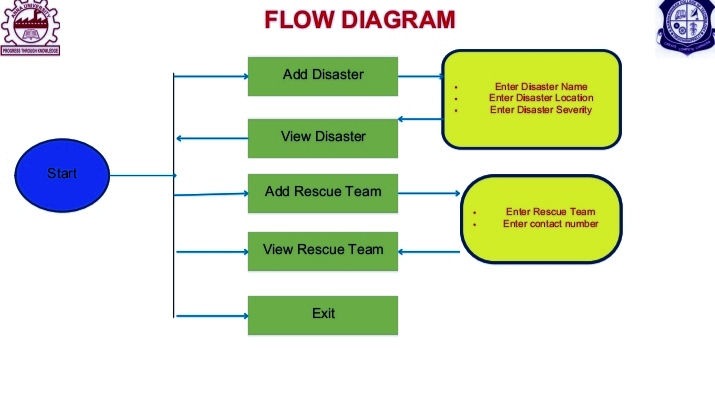 FLOW DIAGRAM
PROGRESS THROUGH KNOWLEDGE
Add Disaster
• Enter Disaster Name
• Enter Disaster Location
• Enter Disaster Severity
View Disaster
Start
Add Rescue Team
• Enter Rescue Team
• Enter contact number
View Rescue Team
Exit